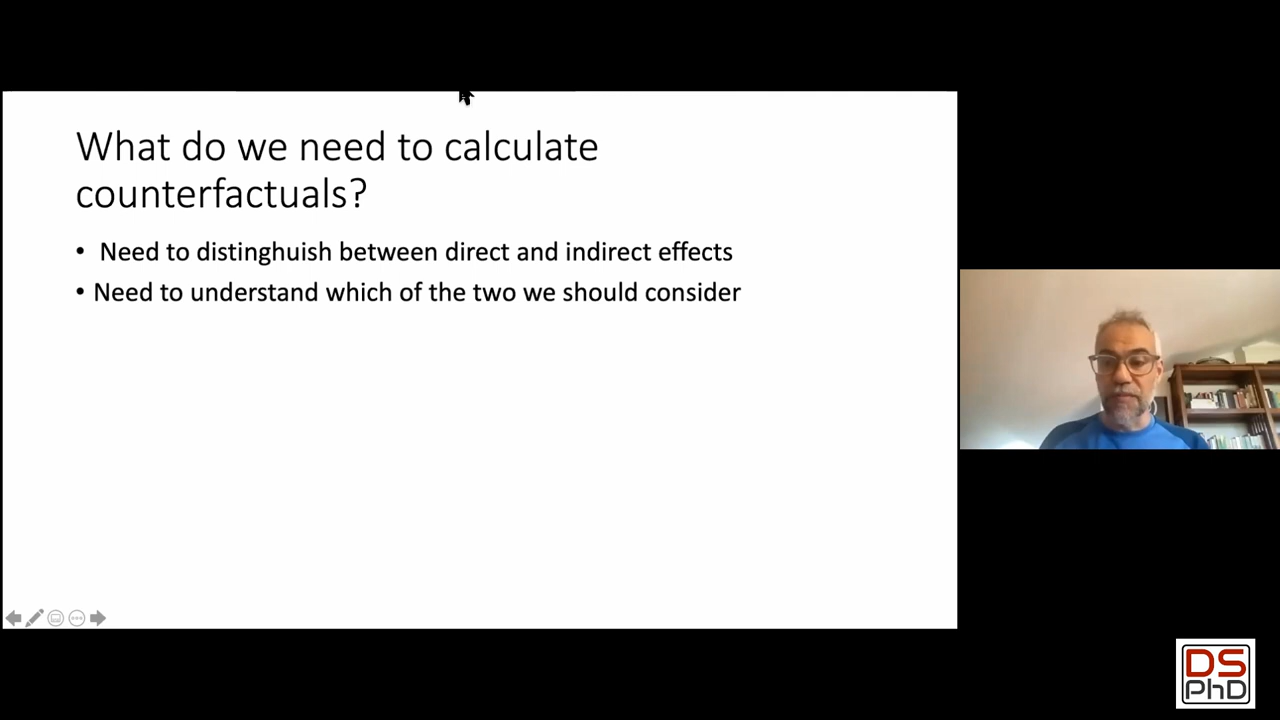 What do we need to calculate
counterfactuals?
• Need to distinghuish between direct and indirect effects
• Need to understand which of the two we should consider
DS
PhD